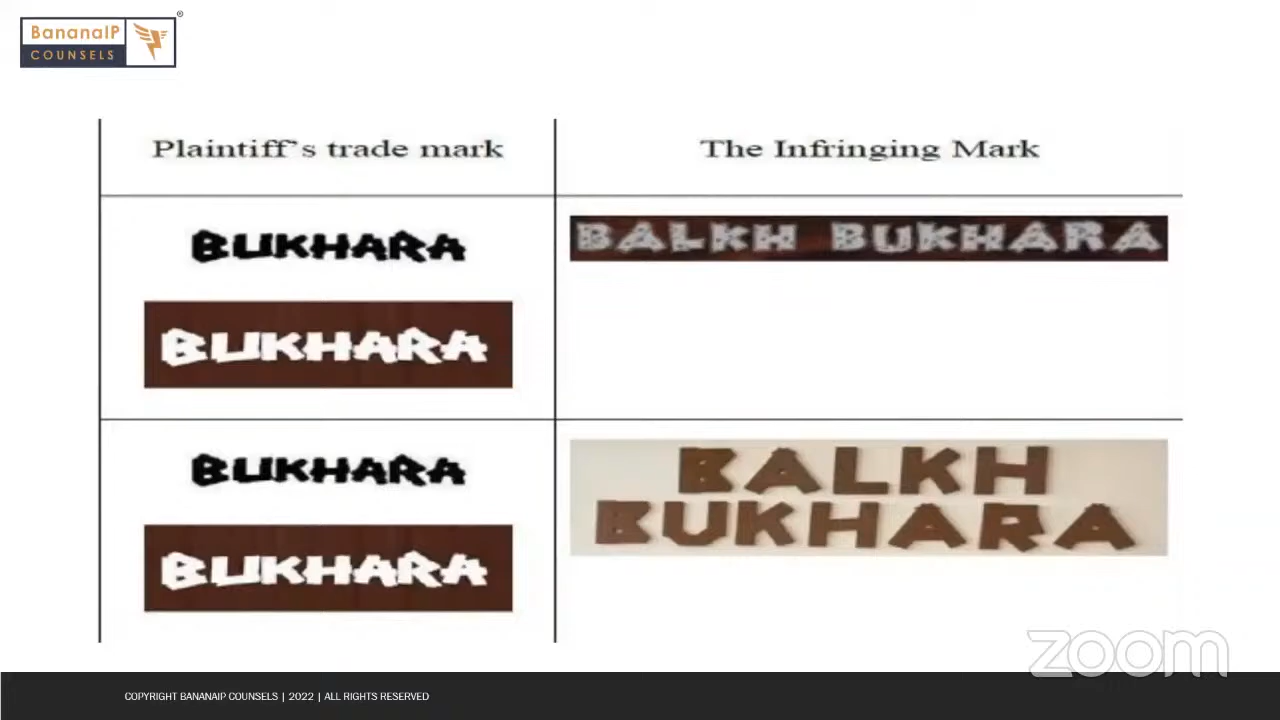 BananaIP
COUNSELS
®
Plaintiff's trade mark
The Infringing Mark
BUKHARA
BALKH BUKHARA
BUKHARA
BUKHARA
BALKH
BUKHARA
BUKHARA
zoom
COPYRIGHT BANANAIP COUNSELS | 2022 | ALL RIGHTS RESERVED